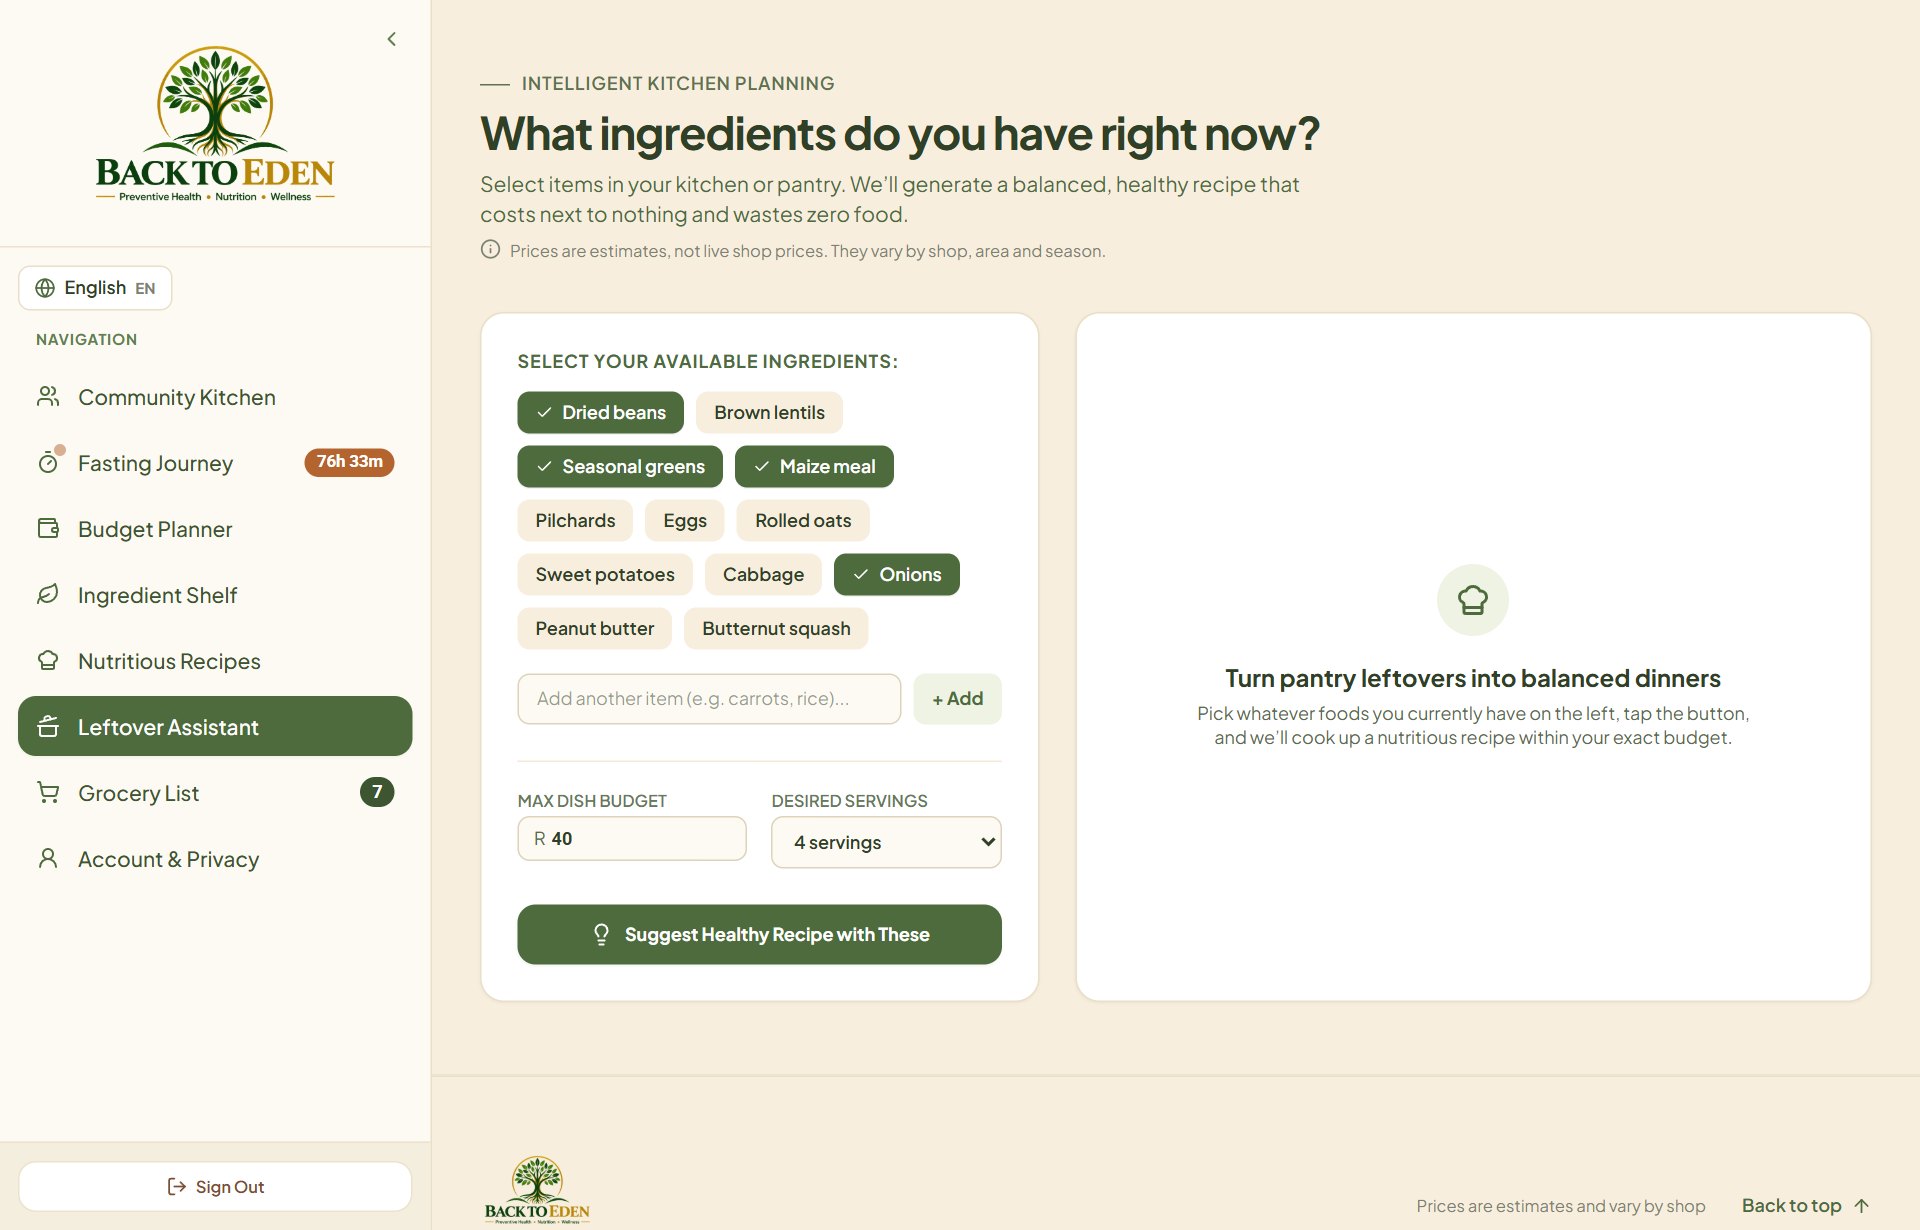 BACK TO EDEN
Preventive Health • Nutrition • Wellness
English EN
NAVIGATION
Community Kitchen
Fasting Journey 76h 33m
Budget Planner
Ingredient Shelf
Nutritious Recipes
Leftover Assistant
Grocery List 7
Account & Privacy
Sign Out
INTELLIGENT KITCHEN PLANNING
What ingredients do you have right now?
Select items in your kitchen or pantry. We’ll generate a balanced, healthy recipe that
costs next to nothing and wastes zero food.
Prices are estimates, not live shop prices. They vary by shop, area and season.
SELECT YOUR AVAILABLE INGREDIENTS:
Dried beans Brown lentils
Seasonal greens Maize meal
Pilchards Eggs Rolled oats
Sweet potatoes Cabbage Onions
Peanut butter Butternut squash
Add another item (e.g. carrots, rice)... + Add
MAX DISH BUDGET DESIRED SERVINGS
R 40 4 servings
Suggest Healthy Recipe with These
Turn pantry leftovers into balanced dinners
Pick whatever foods you currently have on the left, tap the button,
and we’ll cook up a nutritious recipe within your exact budget.
BACK TO EDEN
Preventive Health • Nutrition • Wellness
Prices are estimates and vary by shop Back to top